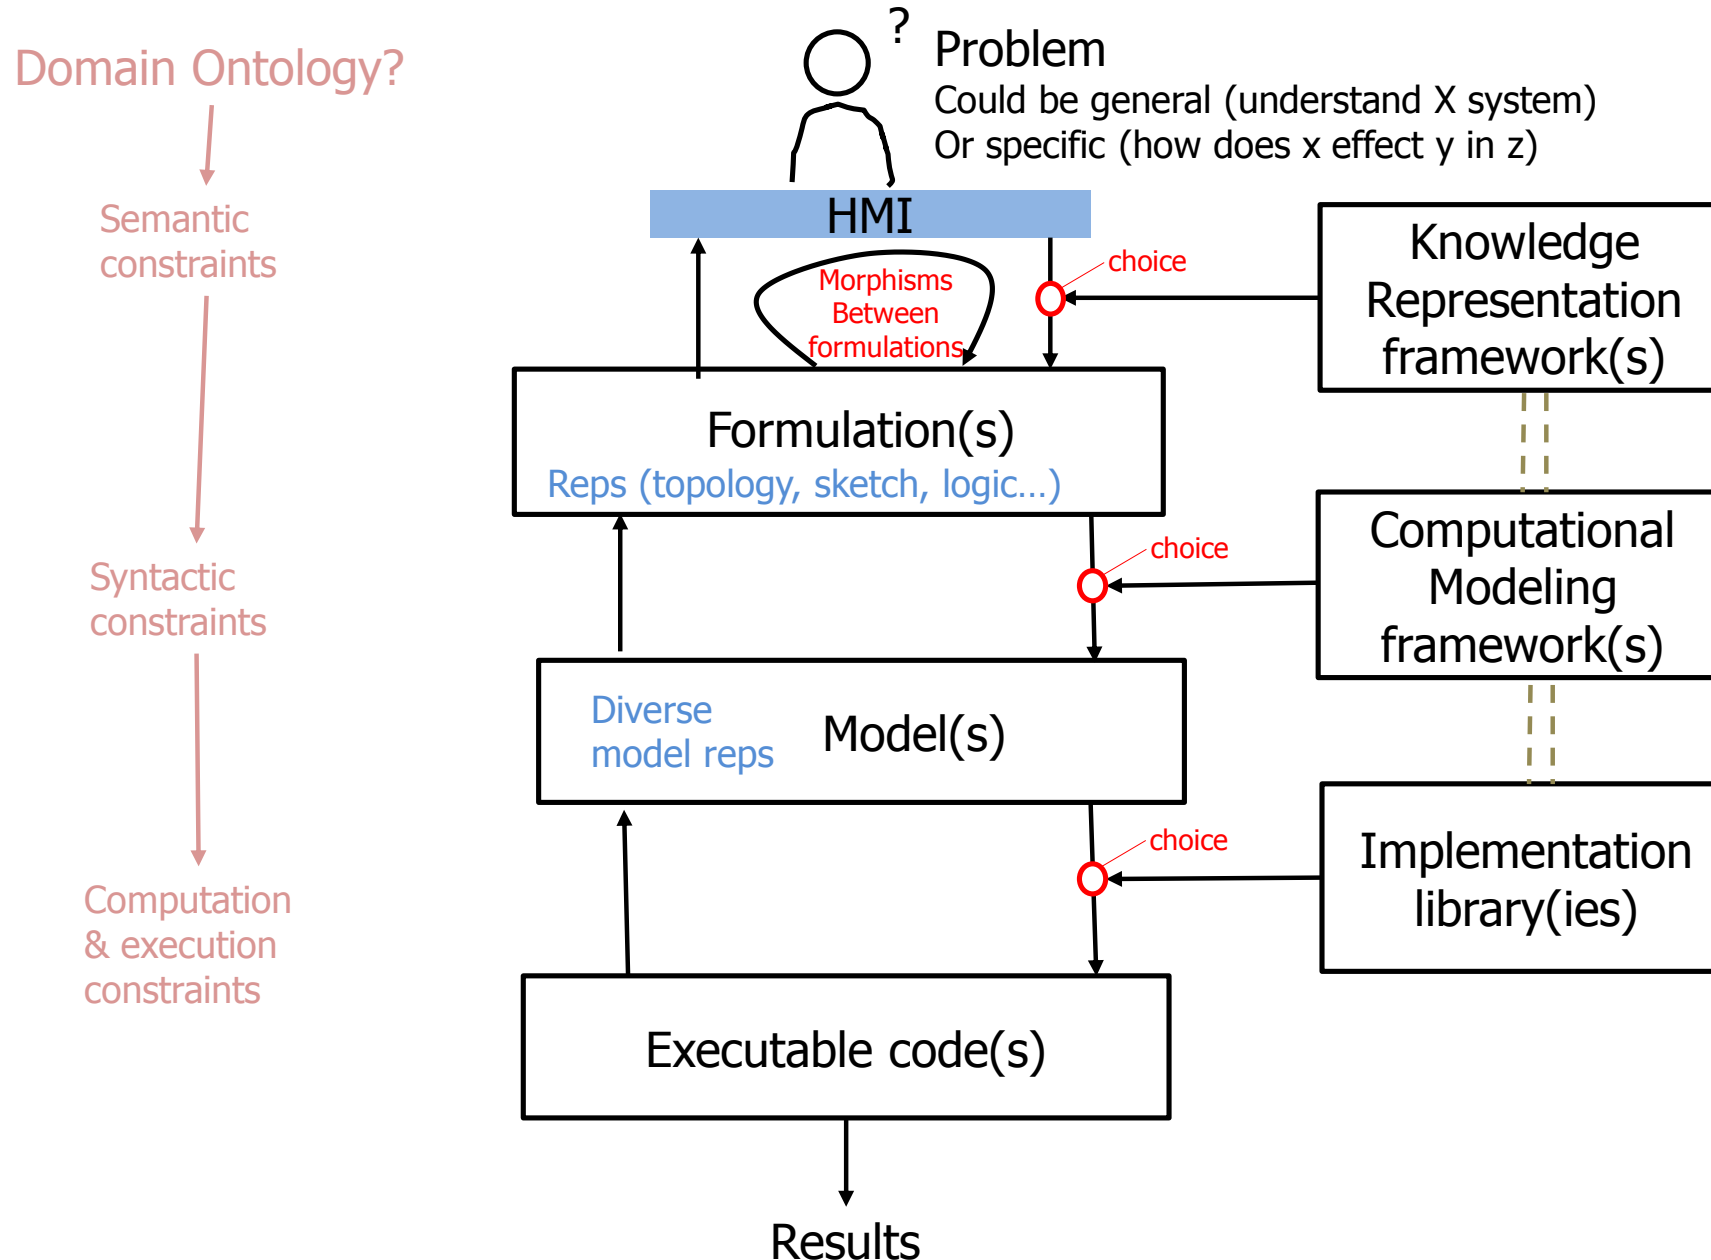 ?
Problem
Could be general (understand X system)
Or specific (how does x effect y in z)
Domain Ontology?
Semantic
constraints
Syntactic
constraints
Computation
& execution
constraints
HMI
choice
Morphisms
Between
formulations
Knowledge
Representation
framework(s)
Formulation(s)
Reps (topology, sketch, logic...)
choice
Computational
Modeling
framework(s)
Diverse
model reps
Model(s)
choice
Implementation
library(ies)
Executable code(s)
Results